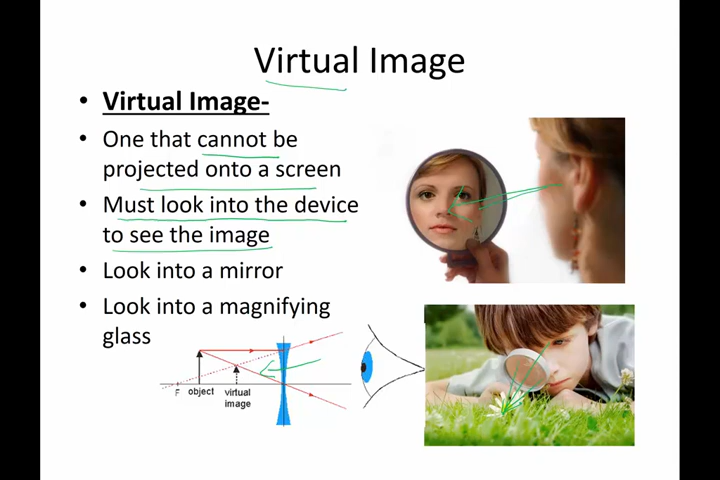 Virtual Image
• Virtual Image-
• One that cannot be
projected onto a screen
• Must look into the device
to see the image
• Look into a mirror
• Look into a magnifying
glass
F object virtual
image